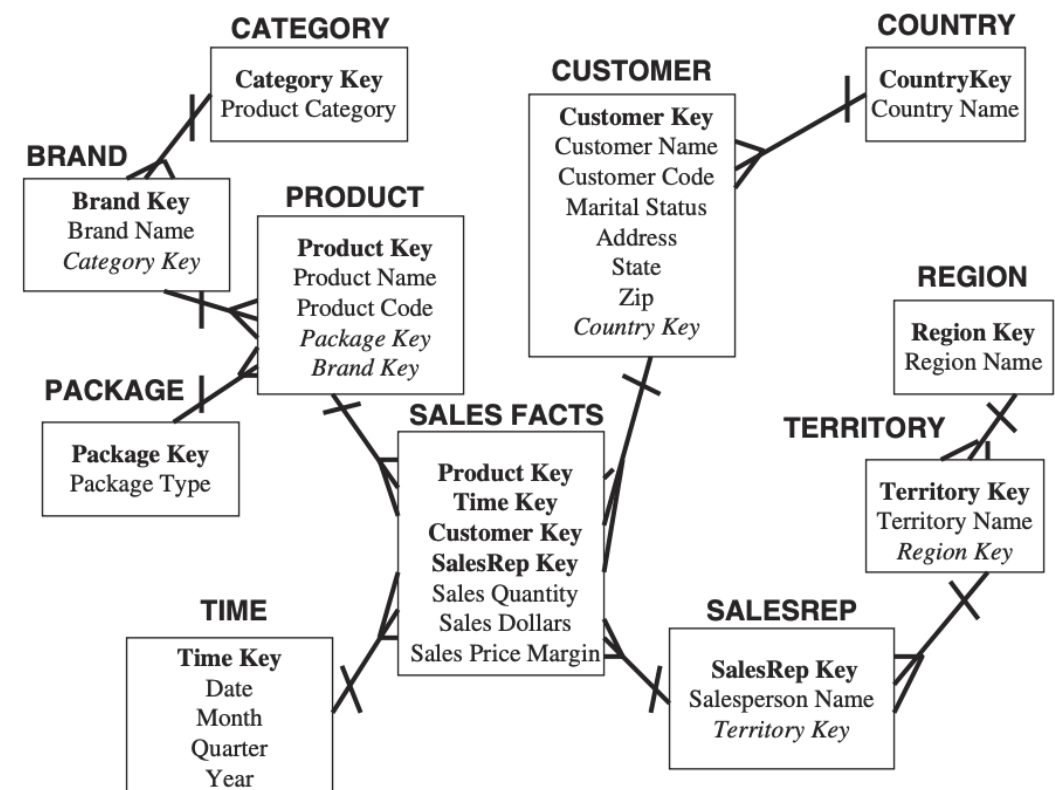 CATEGORY
Category Key
Product Category
COUNTRY
CountryKey
Country Name
CUSTOMER
Customer Key
Customer Name
Customer Code
Marital Status
Address
State
Zip
Country Key
BRAND
Brand Key
Brand Name
Category Key
PRODUCT
Product Key
Product Name
Product Code
Package Key
Brand Key
REGION
Region Key
Region Name
PACKAGE
Package Key
Package Type
SALES FACTS
Product Key
Time Key
Customer Key
SalesRep Key
Sales Quantity
Sales Dollars
Sales Price Margin
TERRITORY
Territory Key
Territory Name
Region Key
TIME
Time Key
Date
Month
Quarter
Year
SALESREP
SalesRep Key
Salesperson Name
Territory Key